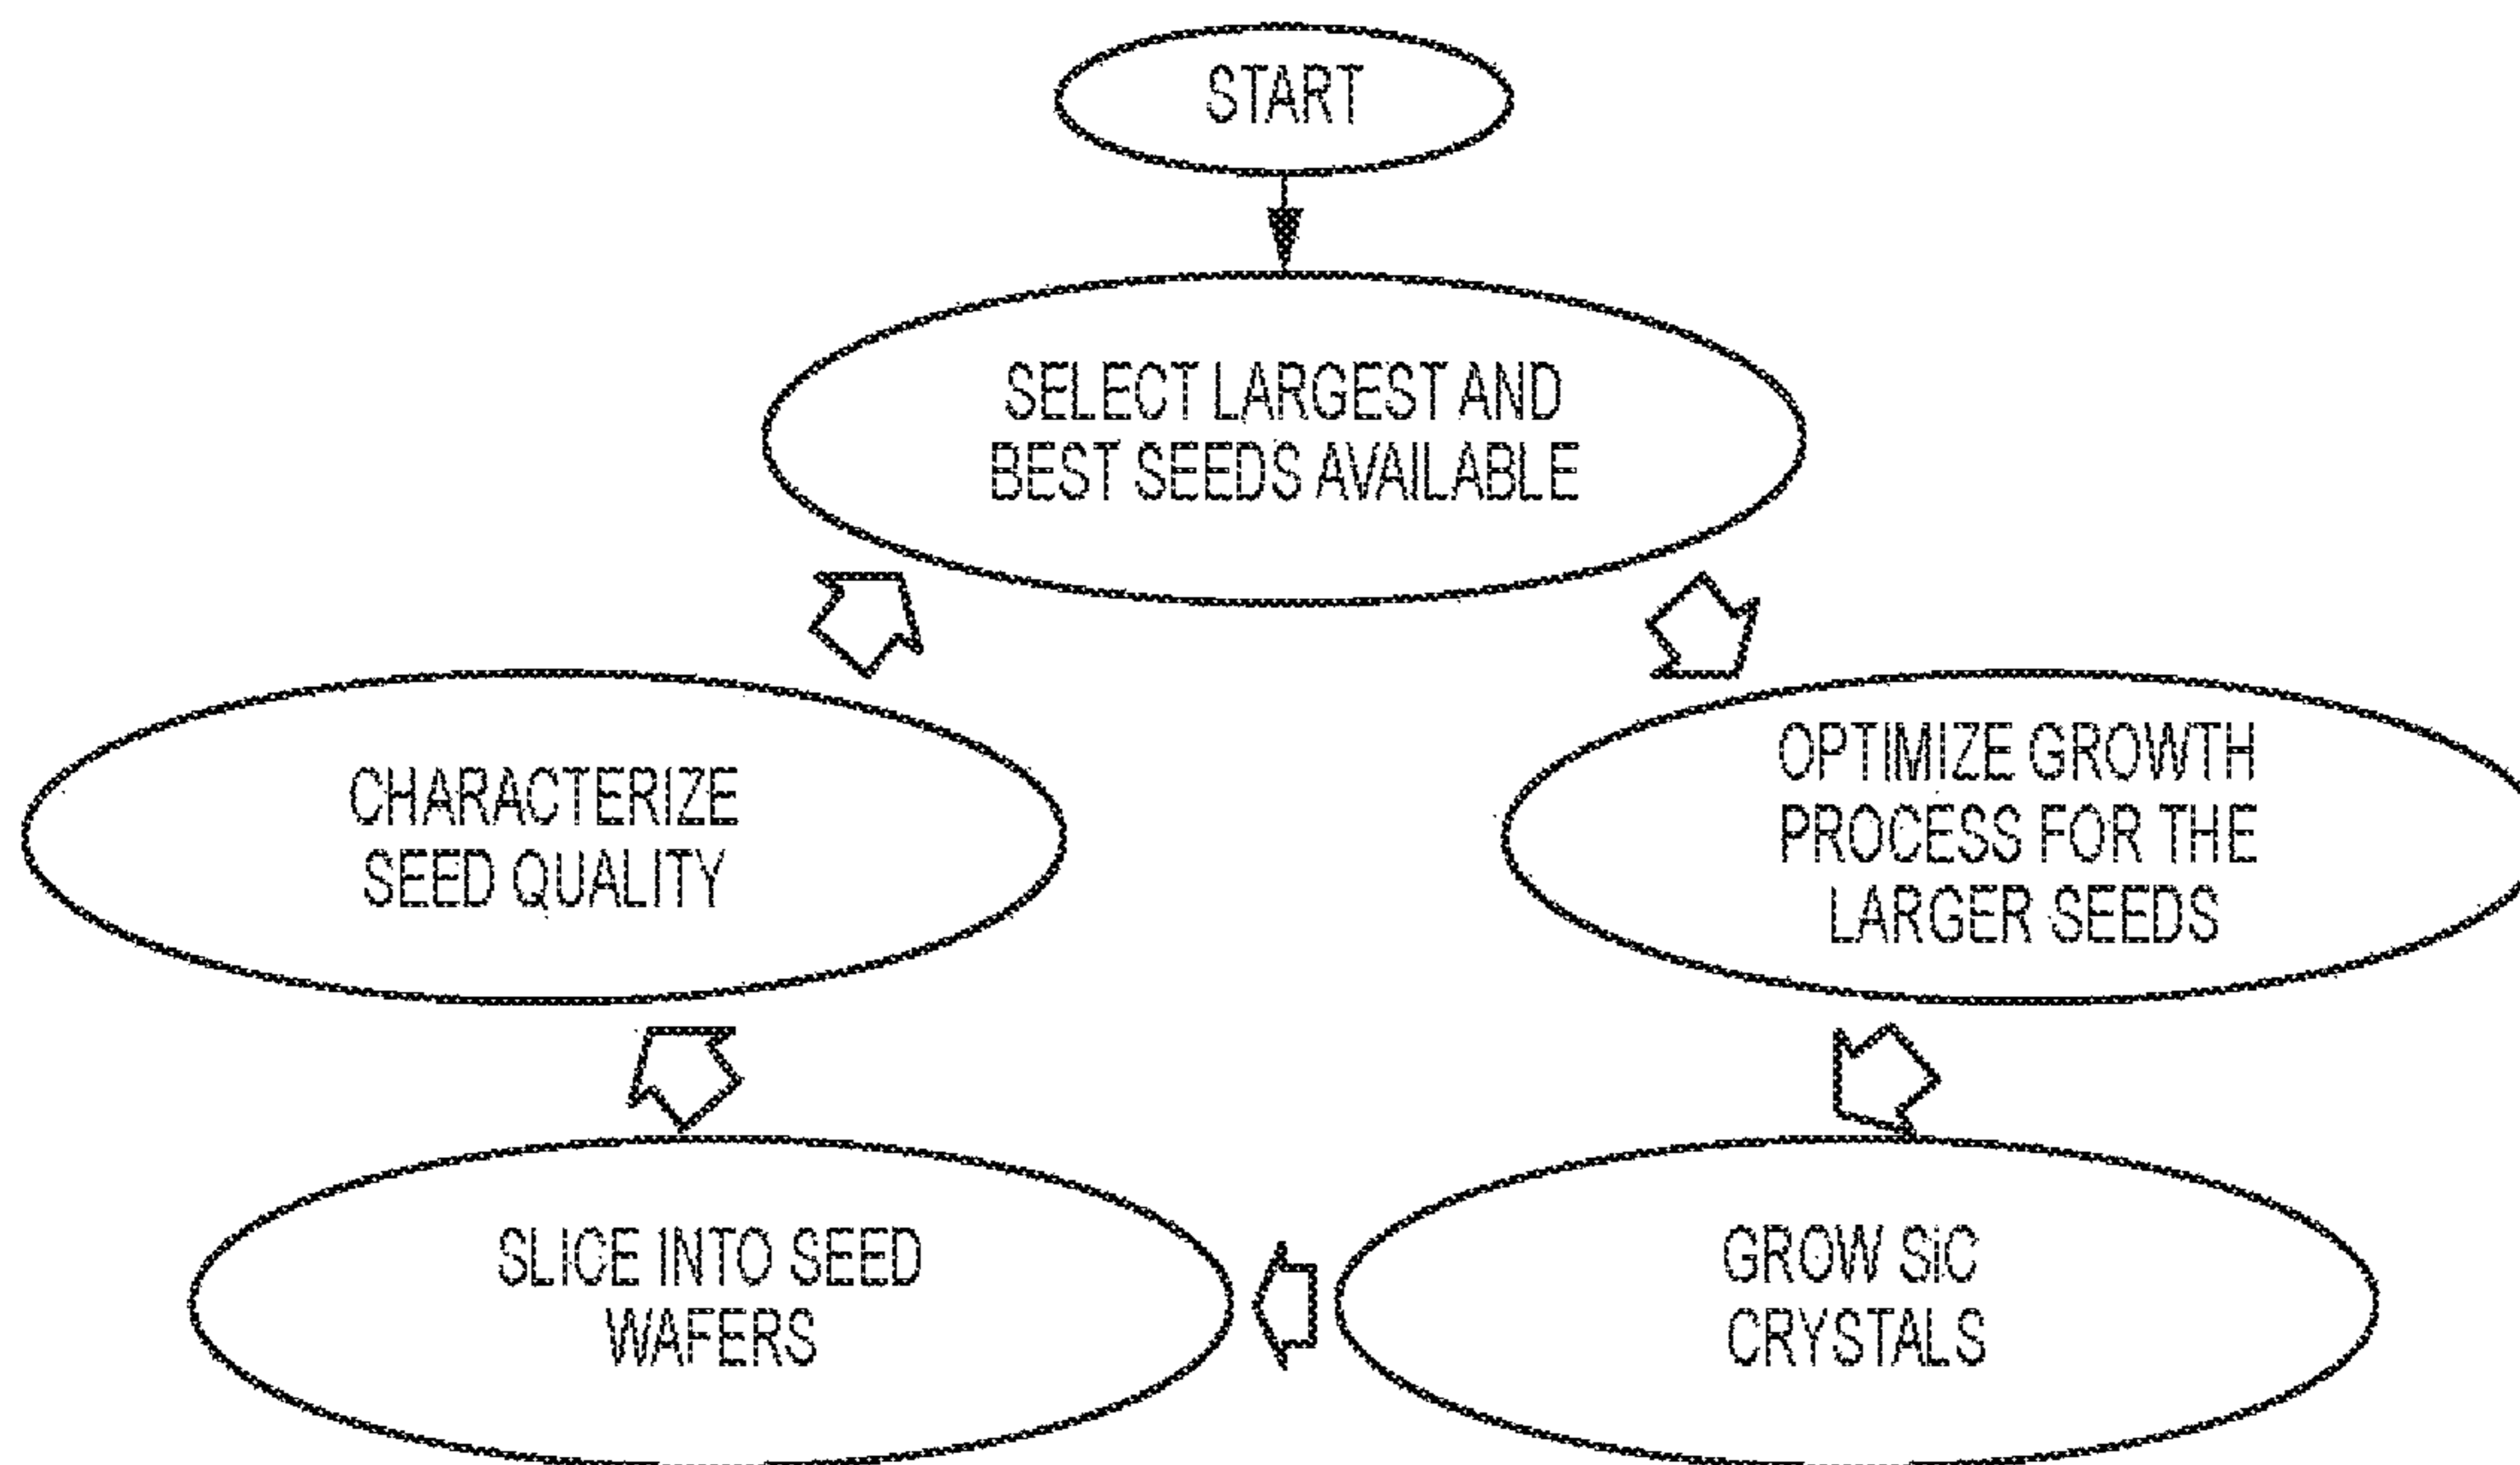 START
SELECT LARGEST AND
BEST SEEDS AVAILABLE
OPTIMIZE GROWTH
PROCESS FOR THE
LARGER SEEDS
CHARACTERIZE
SEED QUALITY
SLICE INTO SEED
WAFERS
GROW SiC
CRYSTALS